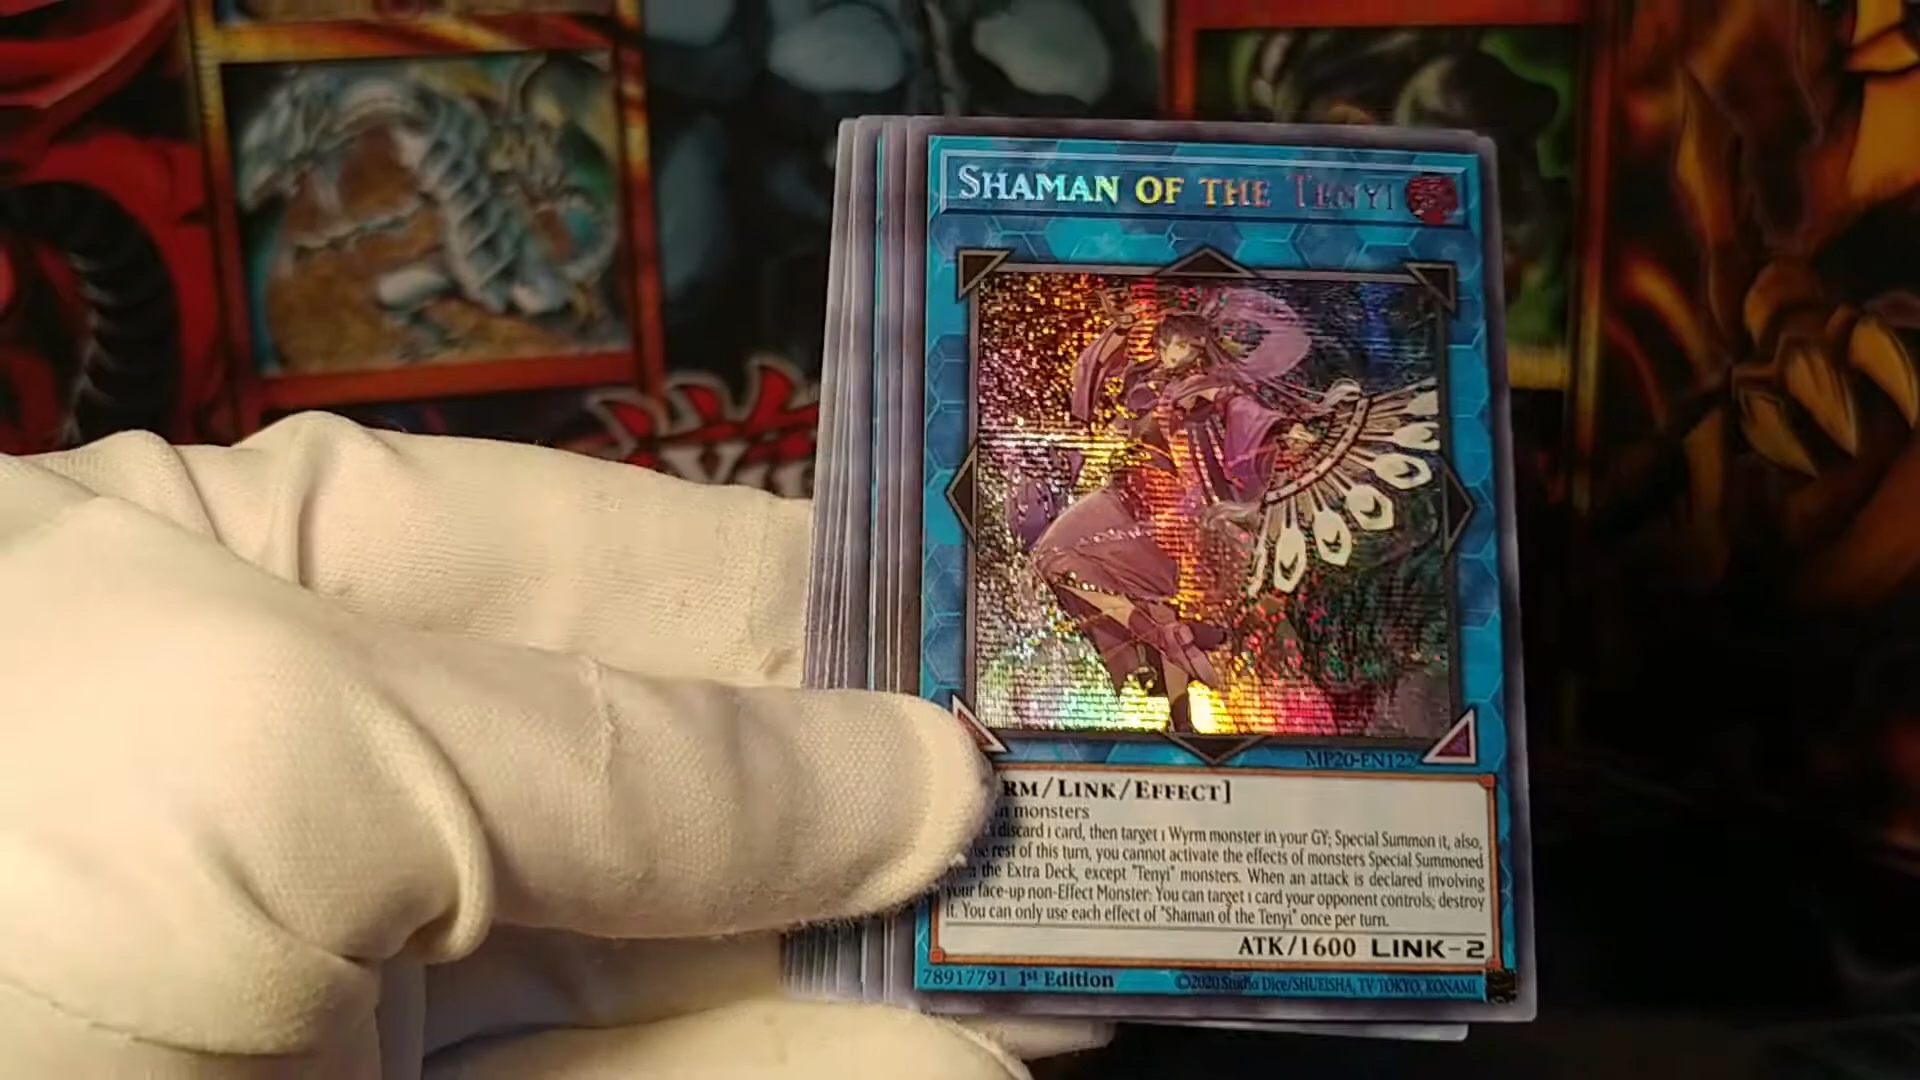 SHAMAN OF THE TENYI
MP20-EN122
RM/LINK/EFFECT]
monsters
discard 1 card, then target 1 Wyrm monster in your GY; Special Summon it, also,
rest of this turn, you cannot activate the effects of monsters Special Summoned
the Extra Deck, except "Tenyi" monsters. When an attack is declared involving
your face-up non-Effect Monster: You can target 1 card your opponent controls; destroy
it. You can only use each effect of "Shaman of the Tenyi" once per turn.
ATK/1600 LINK-2
78917791 1st Edition
©2020 Studio Dice/SHUEISHA, TV TOKYO, KONAMI